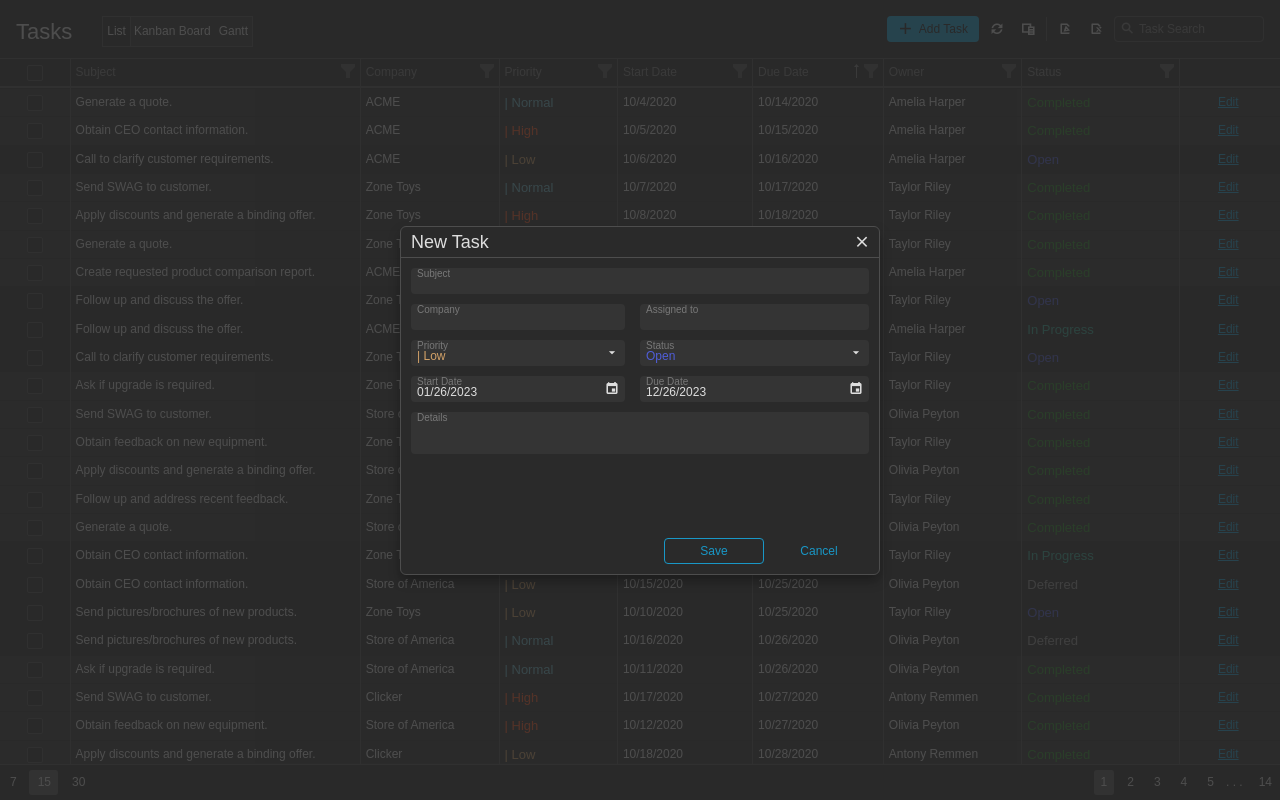 Tasks List Kanban Board Gantt Add Task Task Search
Subject Company Priority Start Date Due Date Owner Status
Generate a quote. ACME | Normal 10/4/2020 10/14/2020 Amelia Harper Completed Edit
Obtain CEO contact information. ACME | High 10/5/2020 10/15/2020 Amelia Harper Completed Edit
Call to clarify customer requirements. ACME | Low 10/6/2020 10/16/2020 Amelia Harper Open Edit
Send SWAG to customer. Zone Toys | Normal 10/7/2020 10/17/2020 Taylor Riley Completed Edit
Apply discounts and generate a binding offer. Zone Toys | High 10/8/2020 10/18/2020 Taylor Riley Completed Edit
Generate a quote. Zone T Taylor Riley Completed Edit
Create requested product comparison report. ACME Amelia Harper Completed Edit
Follow up and discuss the offer. Zone T Taylor Riley Open Edit
Follow up and discuss the offer. ACME Amelia Harper In Progress Edit
Call to clarify customer requirements. Zone T Taylor Riley Open Edit
Ask if upgrade is required. Zone T Taylor Riley Completed Edit
Send SWAG to customer. Store o Olivia Peyton Completed Edit
Obtain feedback on new equipment. Zone T Taylor Riley Completed Edit
Apply discounts and generate a binding offer. Store o Olivia Peyton Completed Edit
Follow up and address recent feedback. Zone T Taylor Riley Completed Edit
Generate a quote. Store o Olivia Peyton Completed Edit
Obtain CEO contact information. Zone T Taylor Riley In Progress Edit
Obtain CEO contact information. Store of America | Low 10/15/2020 10/25/2020 Olivia Peyton Deferred Edit
Send pictures/brochures of new products. Zone Toys | Low 10/10/2020 10/25/2020 Taylor Riley Open Edit
Send pictures/brochures of new products. Store of America | Normal 10/16/2020 10/26/2020 Olivia Peyton Deferred Edit
Ask if upgrade is required. Store of America | Normal 10/11/2020 10/26/2020 Olivia Peyton Completed Edit
Send SWAG to customer. Clicker | High 10/17/2020 10/27/2020 Antony Remmen Completed Edit
Obtain feedback on new equipment. Store of America | High 10/12/2020 10/27/2020 Olivia Peyton Completed Edit
Apply discounts and generate a binding offer. Clicker | Low 10/18/2020 10/28/2020 Antony Remmen Completed Edit
7 15 30 1 2 3 4 5 . . . 14
New Task
Subject
Company Assigned to
Priority Status
| Low Open
Start Date Due Date
01/26/2023 12/26/2023
Details
Save Cancel